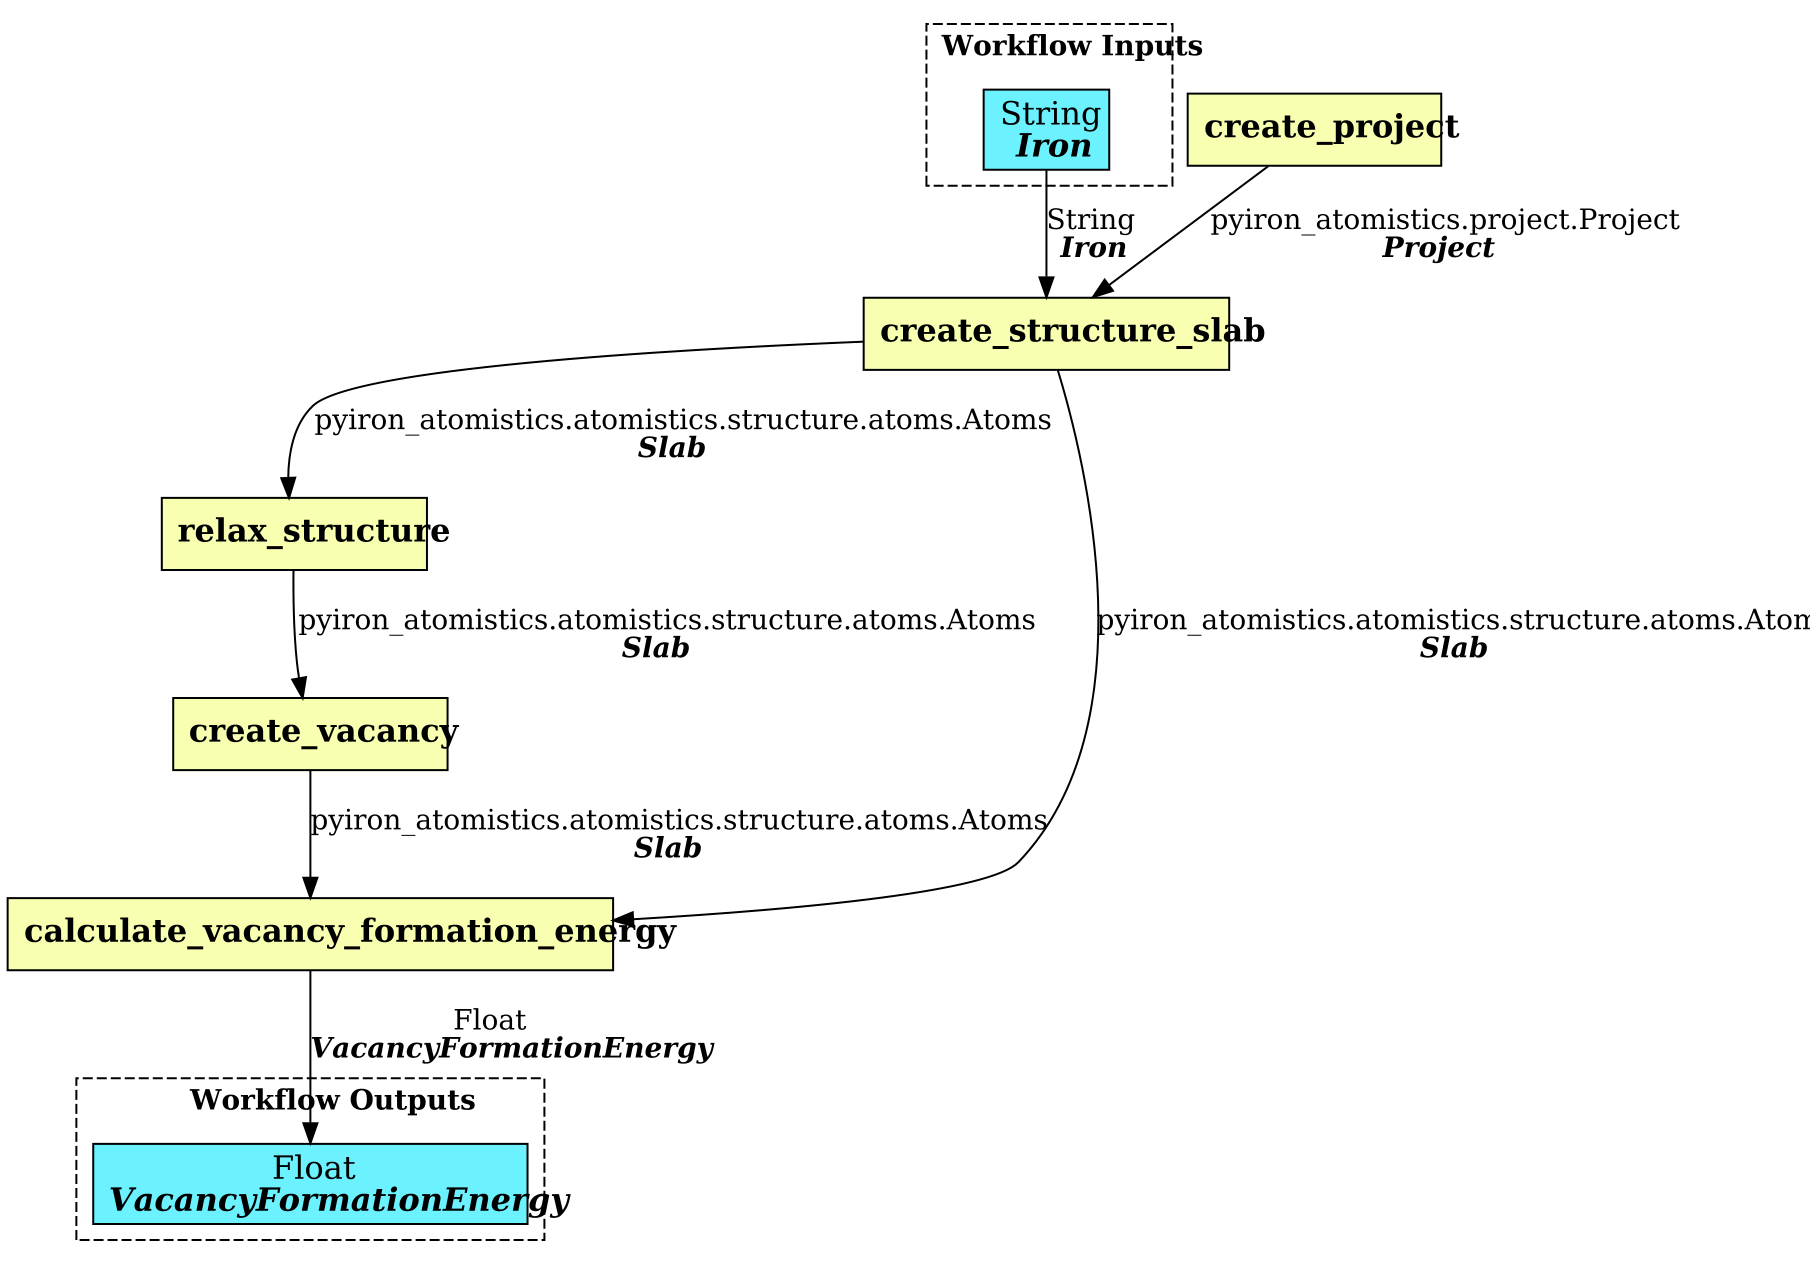 Workflow Inputs
String
Iron
create_project
String
Iron
pyiron_atomistics.project.Project
Project
create_structure_slab
pyiron_atomistics.atomistics.structure.atoms.Atoms
Slab
relax_structure
pyiron_atomistics.atomistics.structure.atoms.Atoms
Slab
pyiron_atomistics.atomistics.structure.atoms.Atom
Slab
create_vacancy
pyiron_atomistics.atomistics.structure.atoms.Atoms
Slab
calculate_vacancy_formation_energy
Float
VacancyFormationEnergy
Workflow Outputs
Float
VacancyFormationEnergy